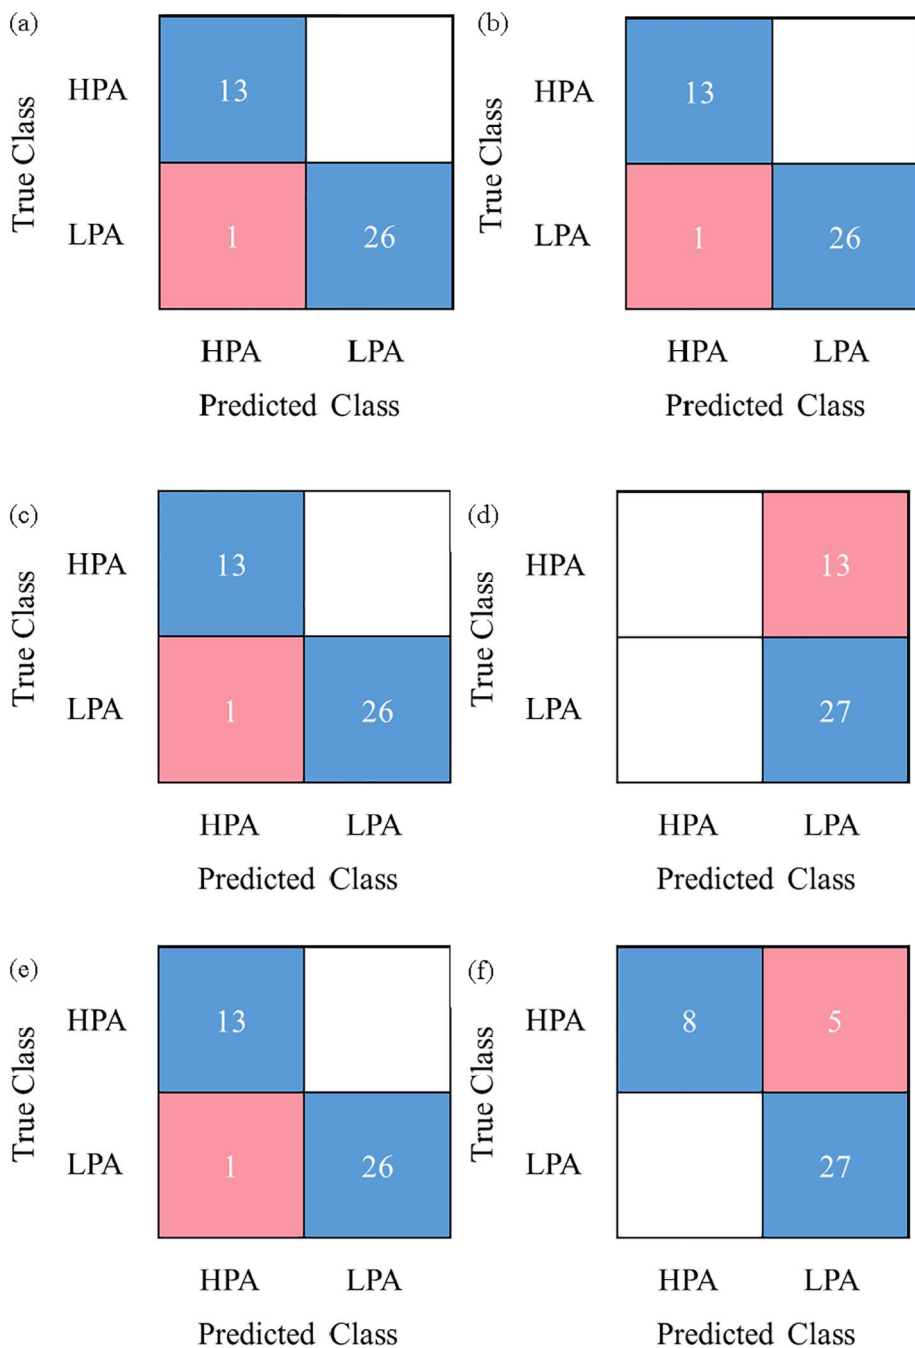 (a)
True Class
HPA
13
LPA
1 26
HPA LPA
Predicted Class
(b)
True Class
HPA
13
LPA
1 26
HPA LPA
Predicted Class
(c)
True Class
HPA
13
LPA
1 26
HPA LPA
Predicted Class
(d)
True Class
HPA
13
LPA
27
HPA LPA
Predicted Class
(e)
True Class
HPA
13
LPA
1 26
HPA LPA
Predicted Class
(f)
True Class
HPA
8 5
LPA
27
HPA LPA
Predicted Class